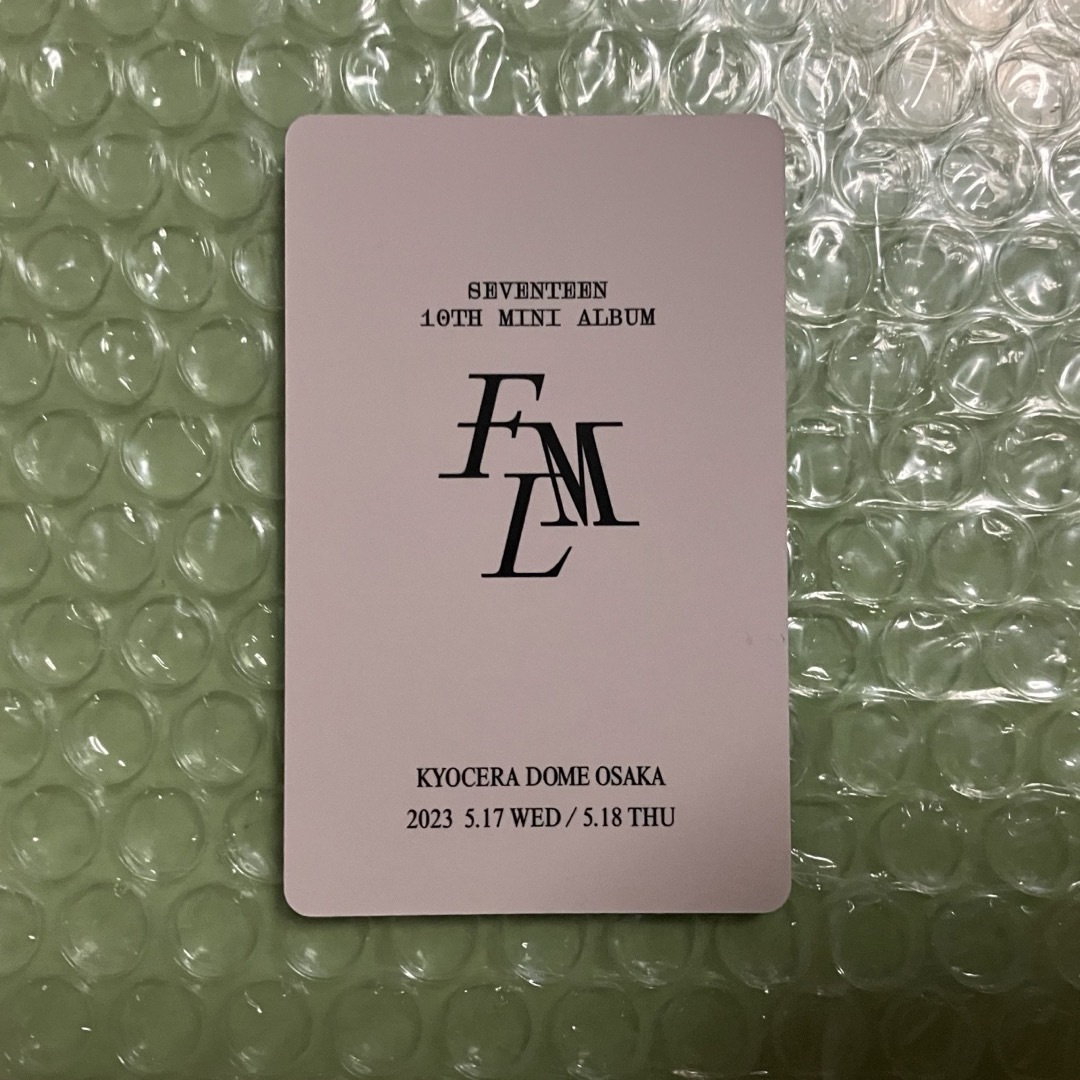 SEVENTEEN
10TH MINI ALBUM
FML
KYOCERA DOME OSAKA
2023 5.17 WED / 5.18 THU